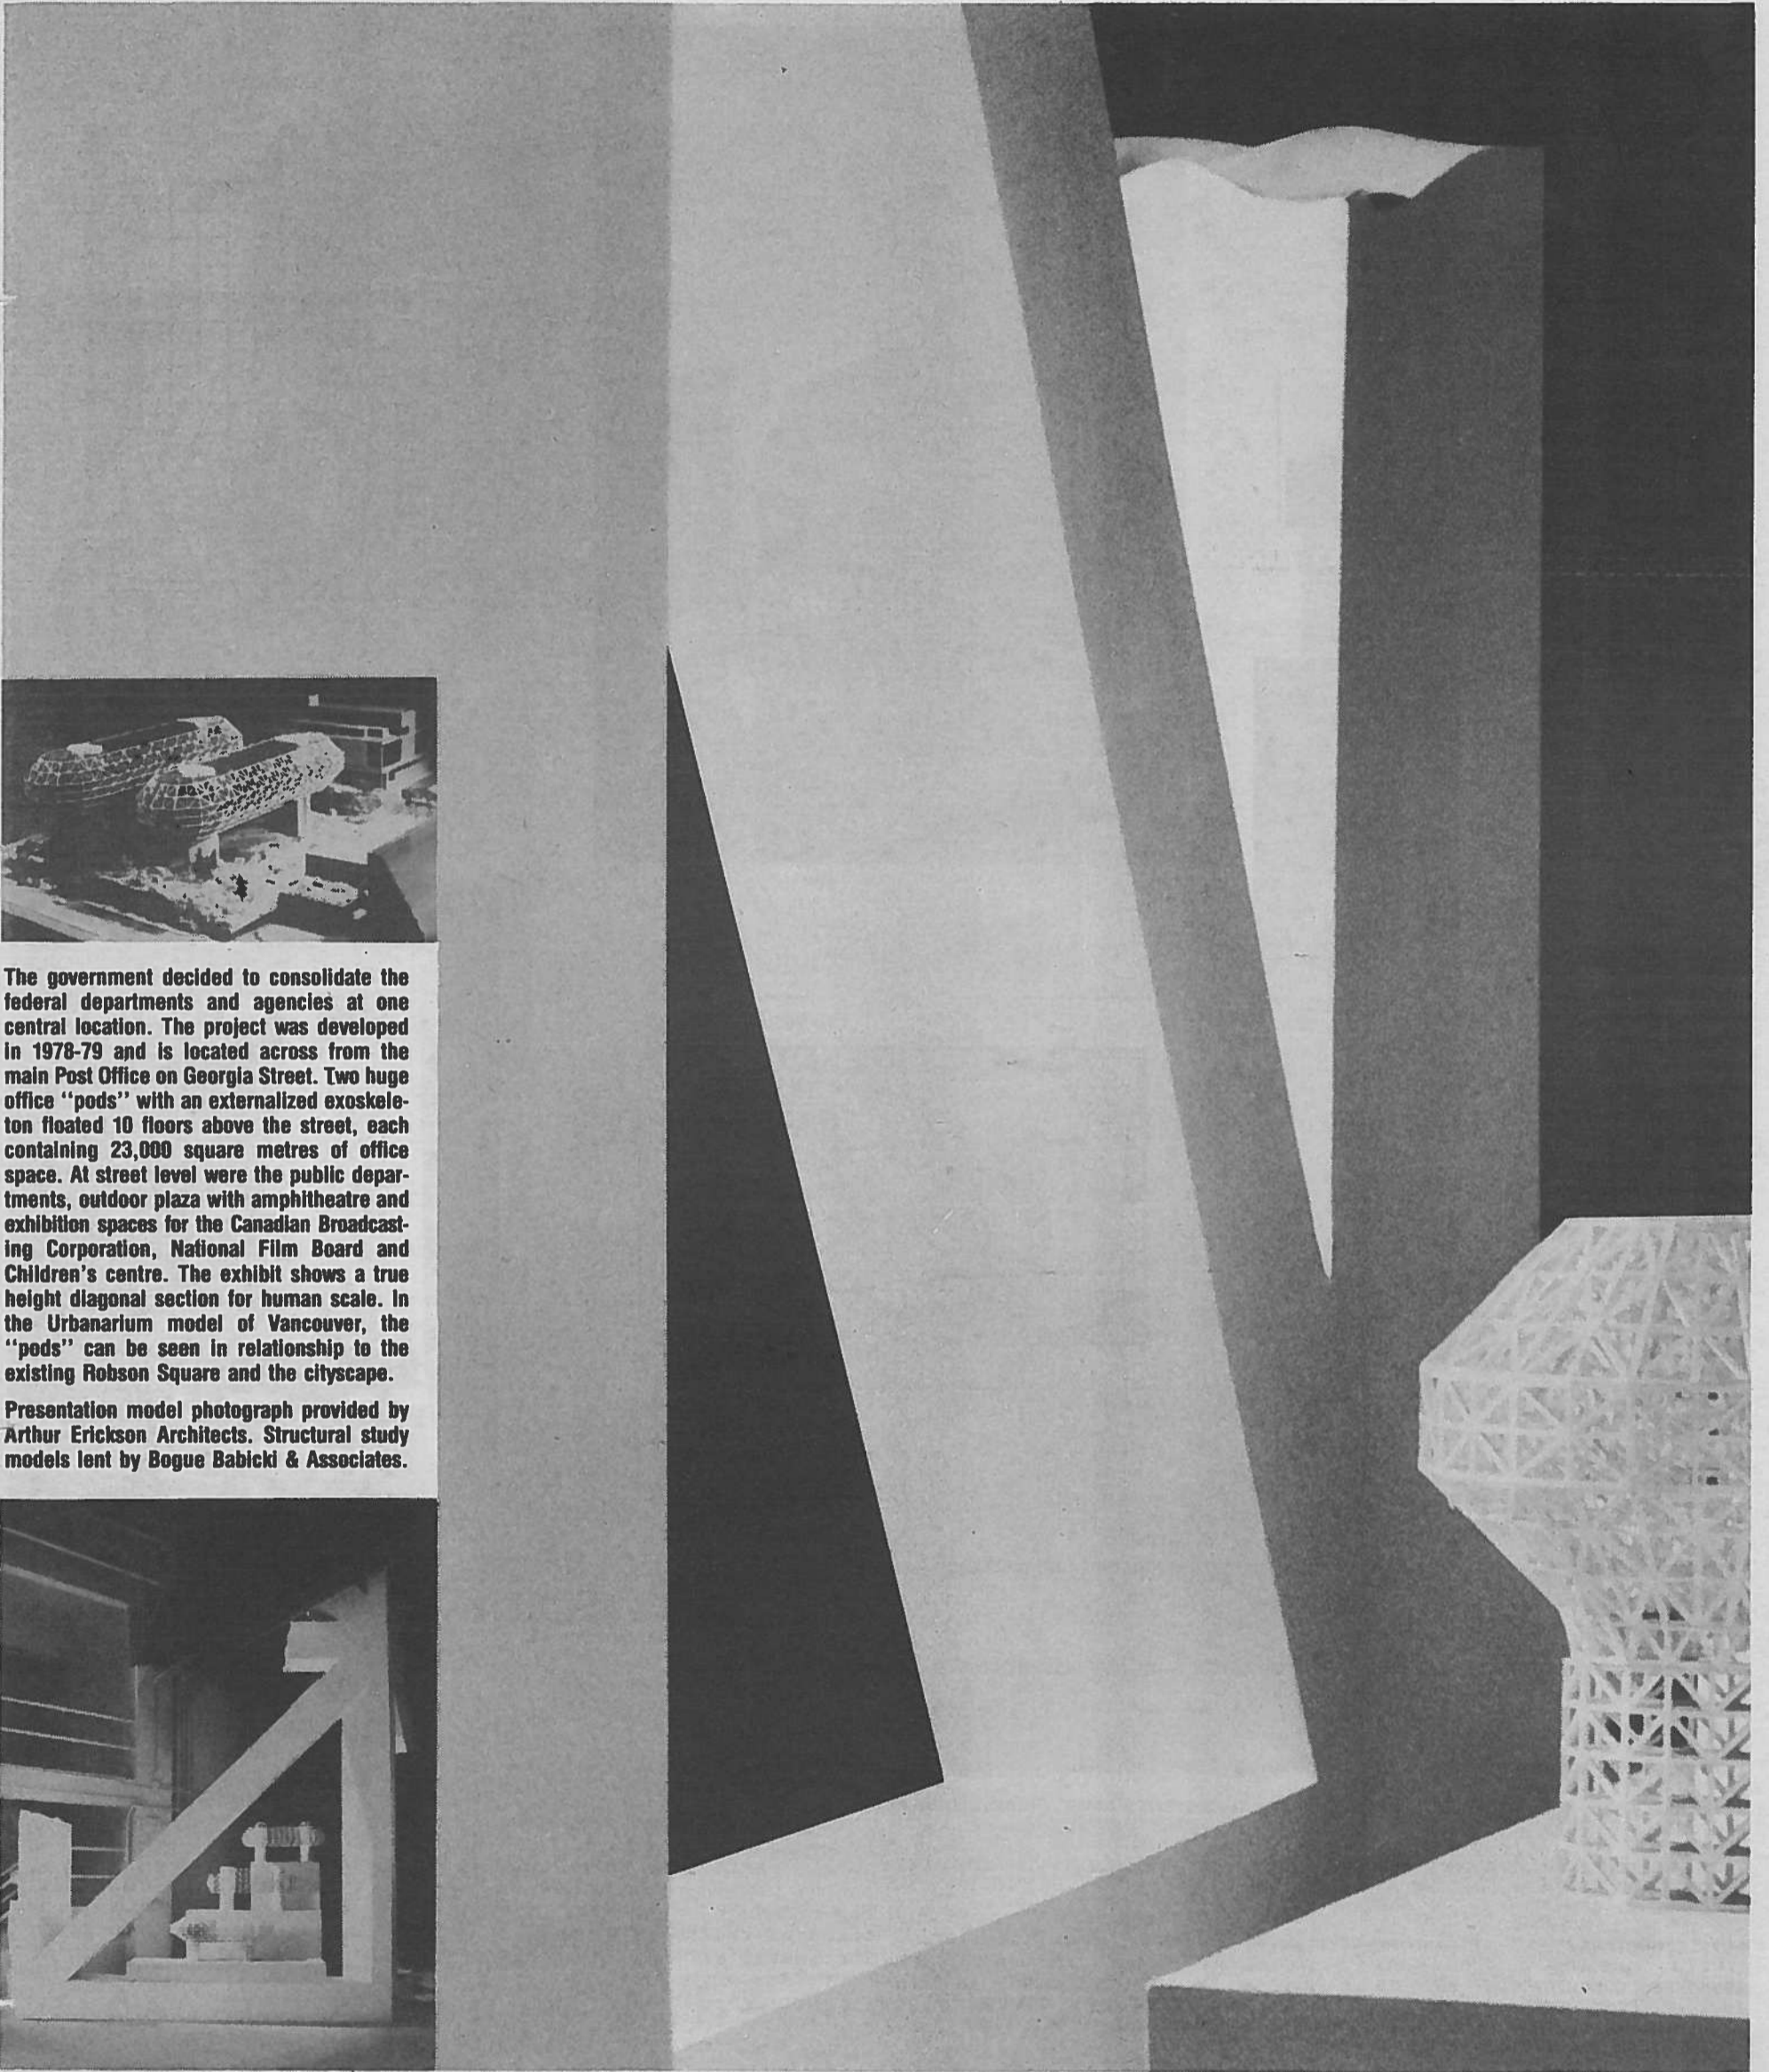 The government decided to consolidate the
federal departments and agencies at one
central location. The project was developed
in 1978-79 and is located across from the
main Post Office on Georgia Street. Two huge
office “pods” with an externalized exoskele-
ton floated 10 floors above the street, each
containing 23,000 square metres of office
space. At street level were the public depar-
tments, outdoor plaza with amphitheatre and
exhibition spaces for the Canadian Broadcast-
ing Corporation, National Film Board and
Children's centre. The exhibit shows a true
height diagonal section for human scale. In
the Urbanarium model of Vancouver, the
“pods” can be seen in relationship to the
existing Robson Square and the cityscape.
Presentation model photograph provided by
Arthur Erickson Architects. Structural study
models lent by Bogue Babicki & Associates.